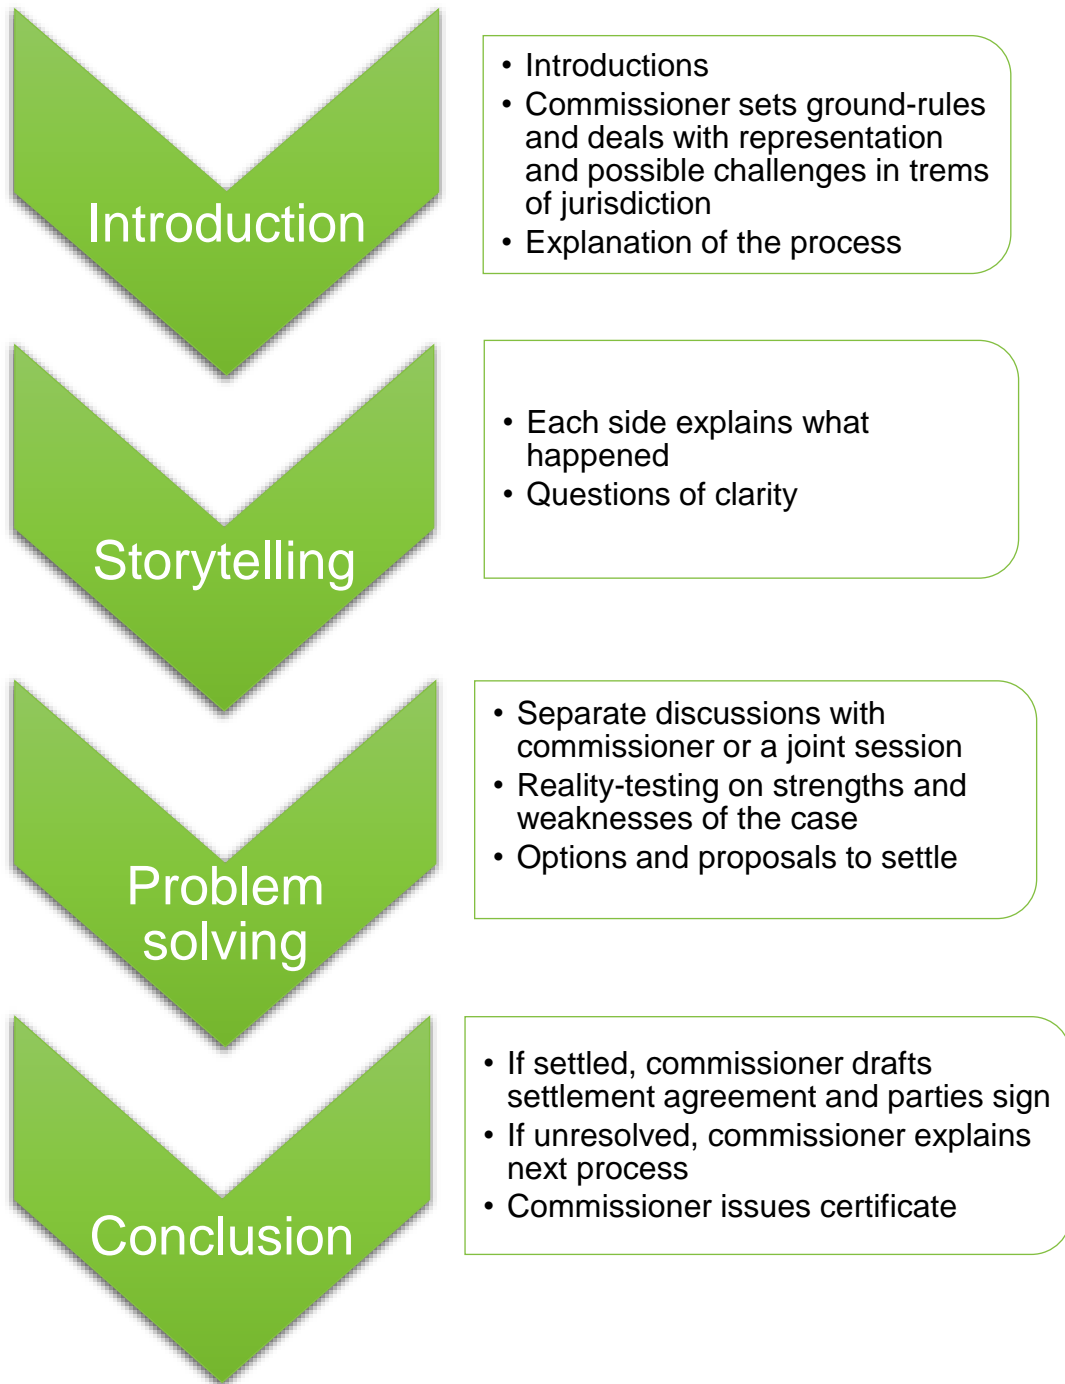 Introduction
• Introductions
• Commissioner sets ground-rules
and deals with representation
and possible challenges in trems
of jurisdiction
• Explanation of the process
Storytelling
• Each side explains what
happened
• Questions of clarity
Problem
solving
• Separate discussions with
commissioner or a joint session
• Reality-testing on strengths and
weaknesses of the case
• Options and proposals to settle
Conclusion
• If settled, commissioner drafts
settlement agreement and parties sign
• If unresolved, commissioner explains
next process
• Commissioner issues certificate